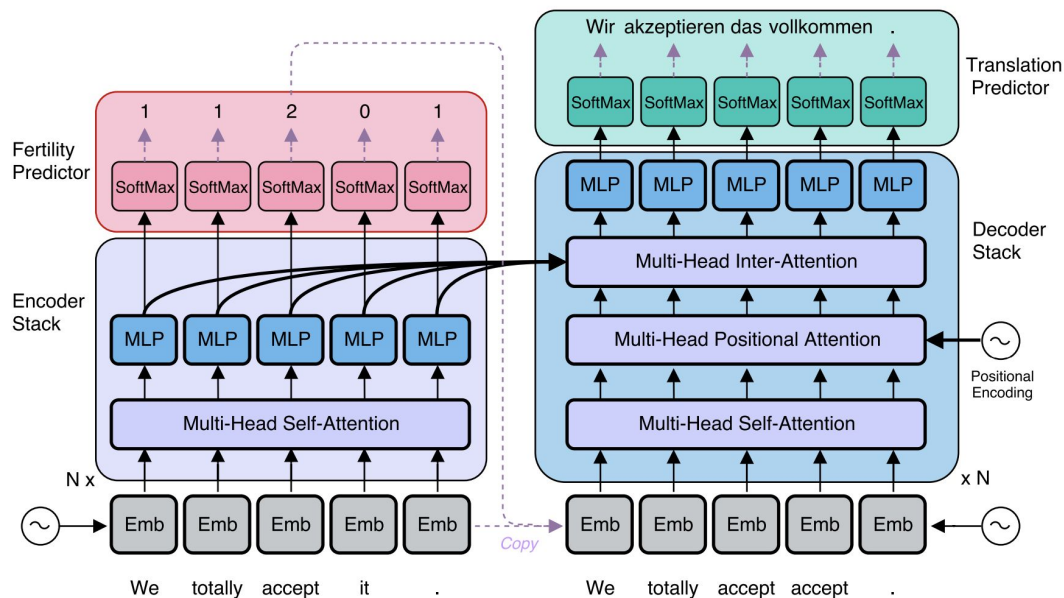 Wir akzeptieren das vollkommen .
Translation
Predictor
SoftMax SoftMax SoftMax SoftMax SoftMax
1 1 2 0 1
Fertility
Predictor
SoftMax SoftMax SoftMax SoftMax SoftMax
MLP MLP MLP MLP MLP
Decoder
Stack
Multi-Head Inter-Attention
Encoder
Stack
MLP MLP MLP MLP MLP
Multi-Head Positional Attention
Positional
Encoding
Multi-Head Self-Attention
Multi-Head Self-Attention
N x
x N
Emb Emb Emb Emb Emb
Copy
Emb Emb Emb Emb Emb
We totally accept it .
We totally accept accept .